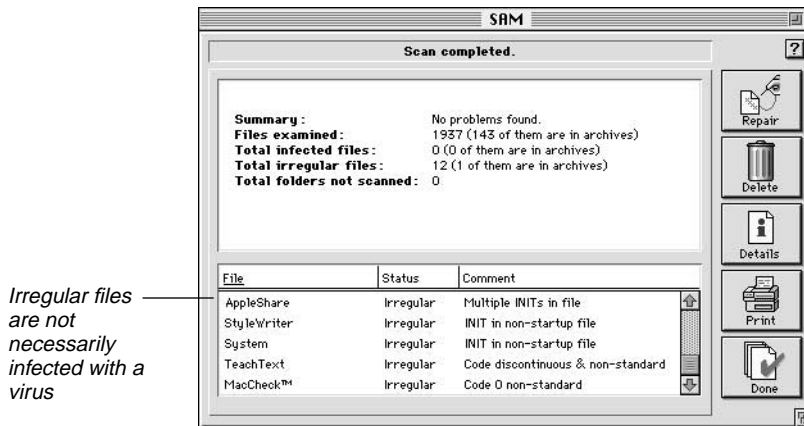 SAM
Scan completed.
?
Summary: No problems found.
Files examined: 1937 (143 of them are in archives)
Total infected files: 0 (0 of them are in archives)
Total irregular files: 12 (1 of them are in archives)
Total folders not scanned: 0
File Status Comment
AppleShare Irregular Multiple INITs in file
StyleWriter Irregular INIT in non-startup file
System Irregular INIT in non-startup file
TeachText Irregular Code discontinuous & non-standard
MacCheck™ Irregular Code 0 non-standard
Repair
Delete
Details
Print
Done
Irregular files
are not
necessarily
infected with a
virus